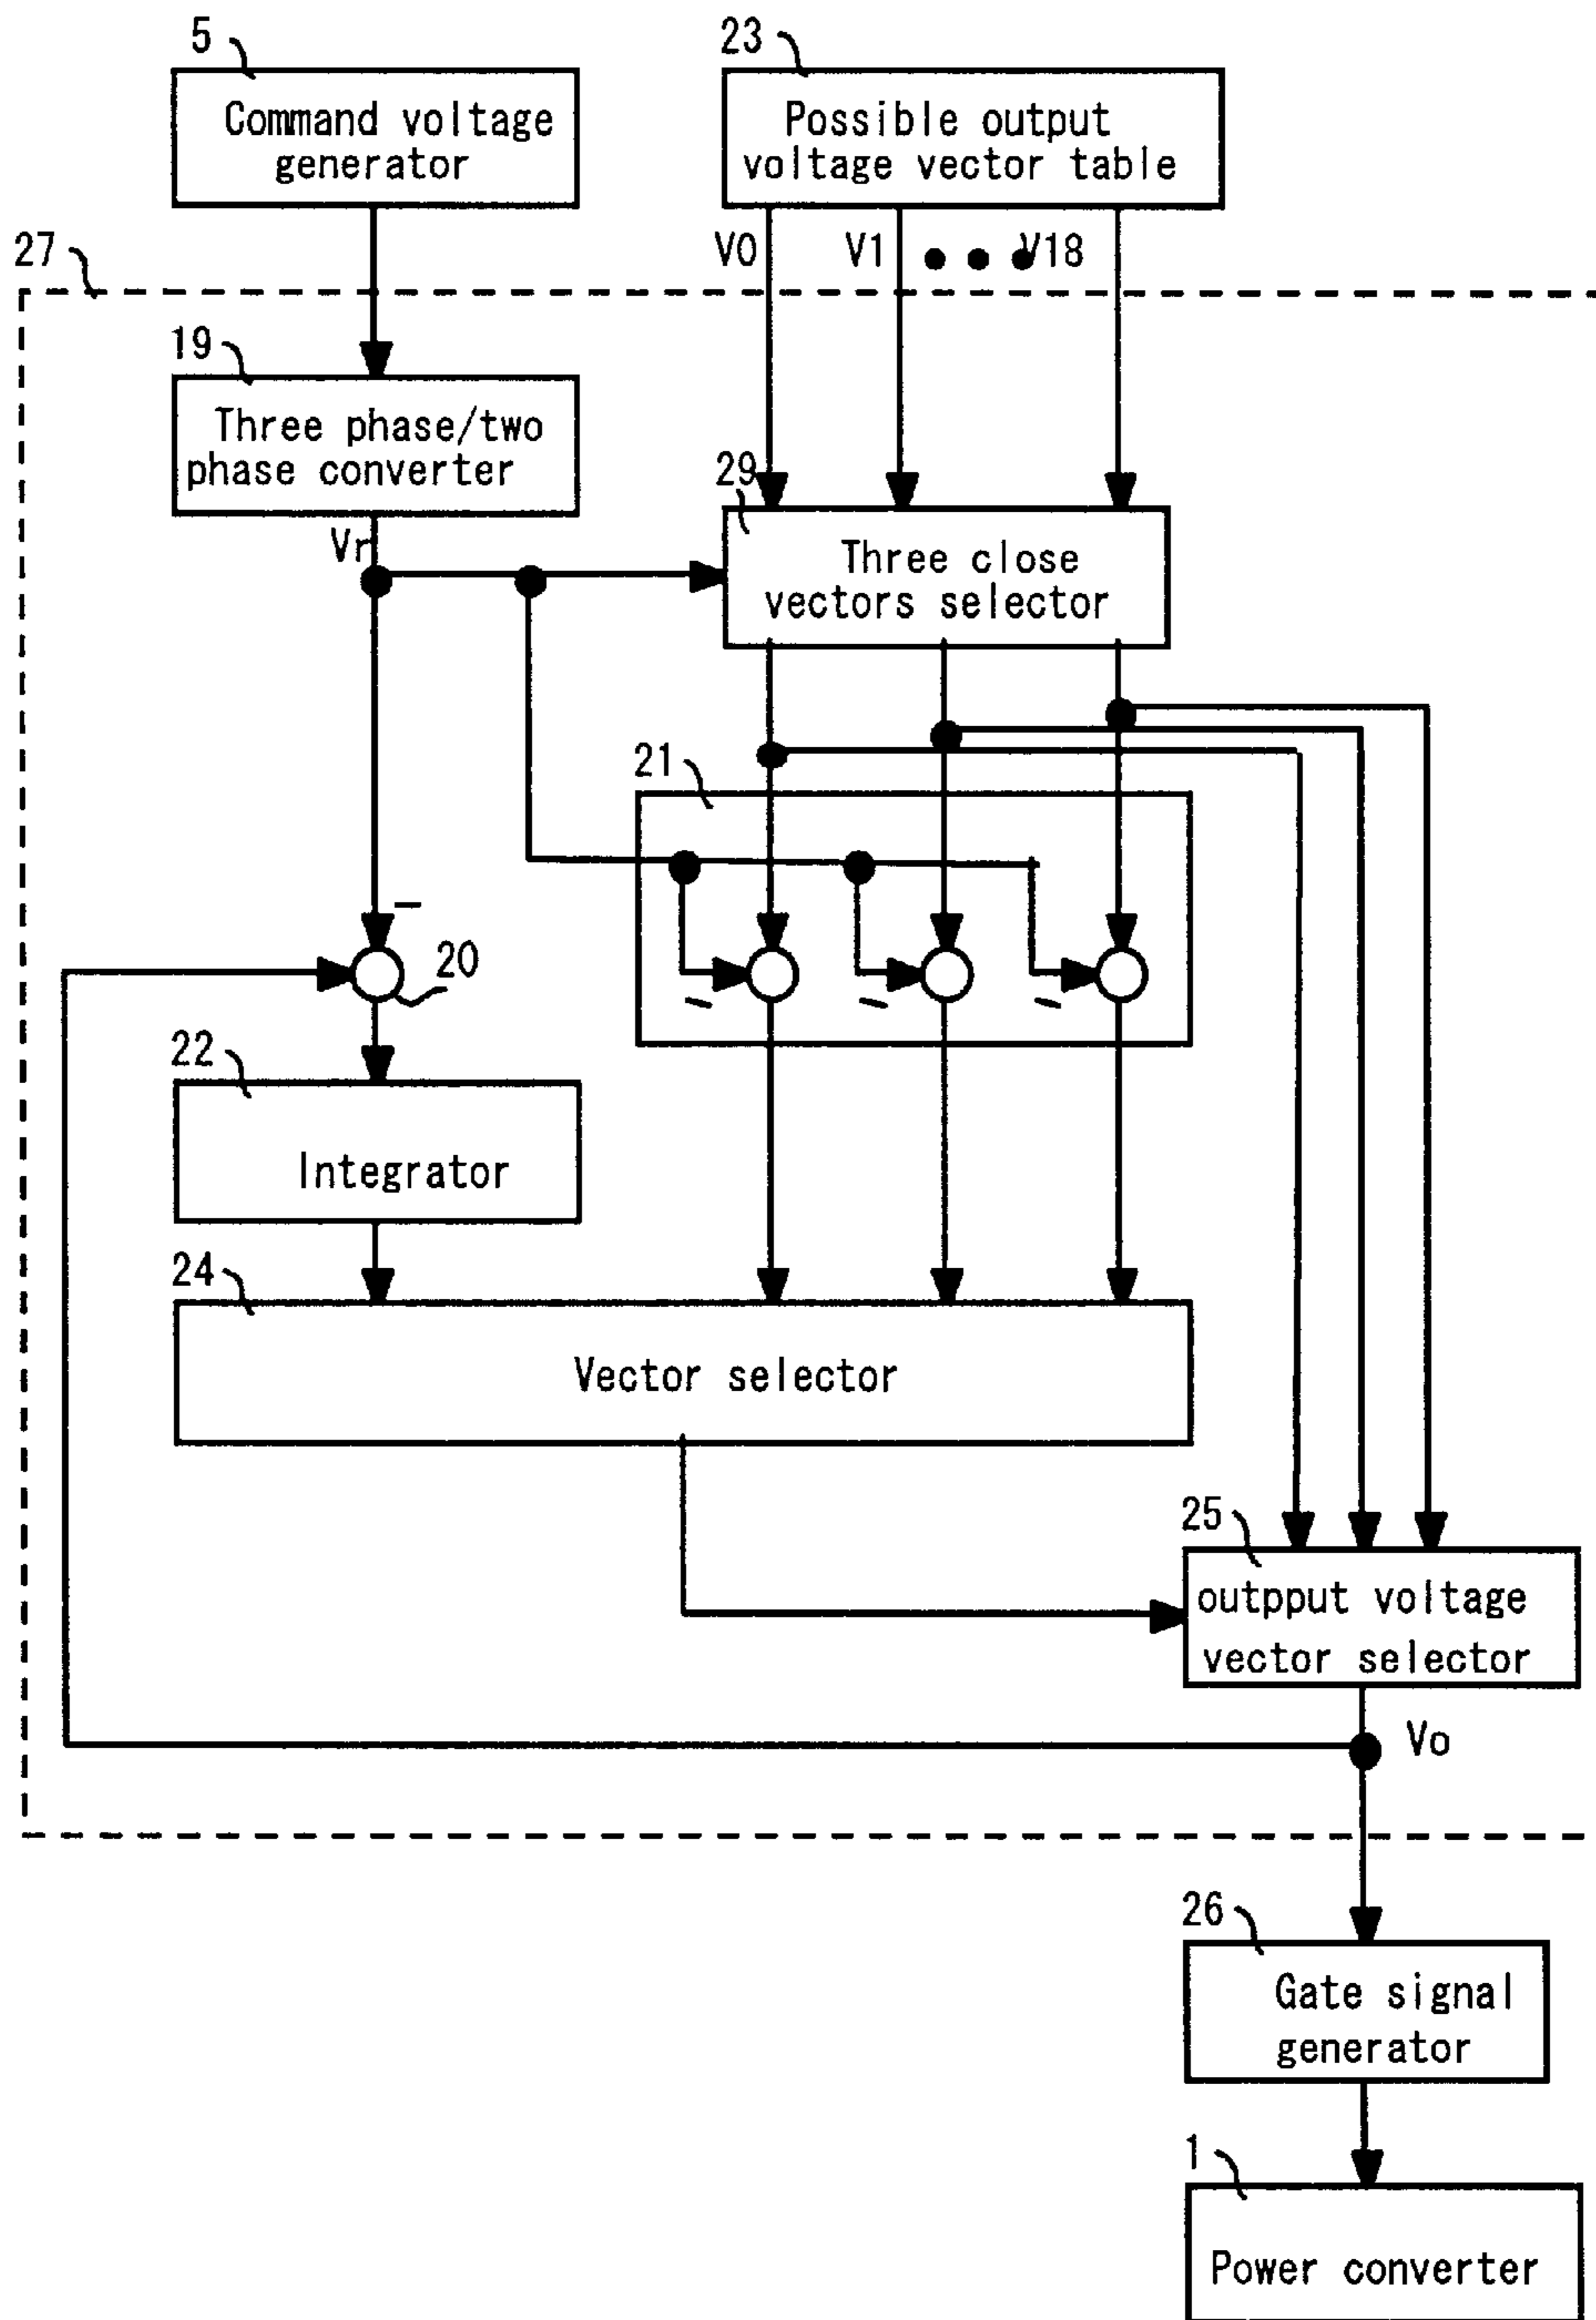 5
Command voltage
generator
23
Possible output
voltage vector table
27
V0
V1
V18
19
Three phase/two
phase converter
Vr
29
Three close
vectors selector
21
–
20
–
–
–
22
Integrator
24
Vector selector
25
outpput voltage
vector selector
Vo
26
Gate signal
generator
1
Power converter